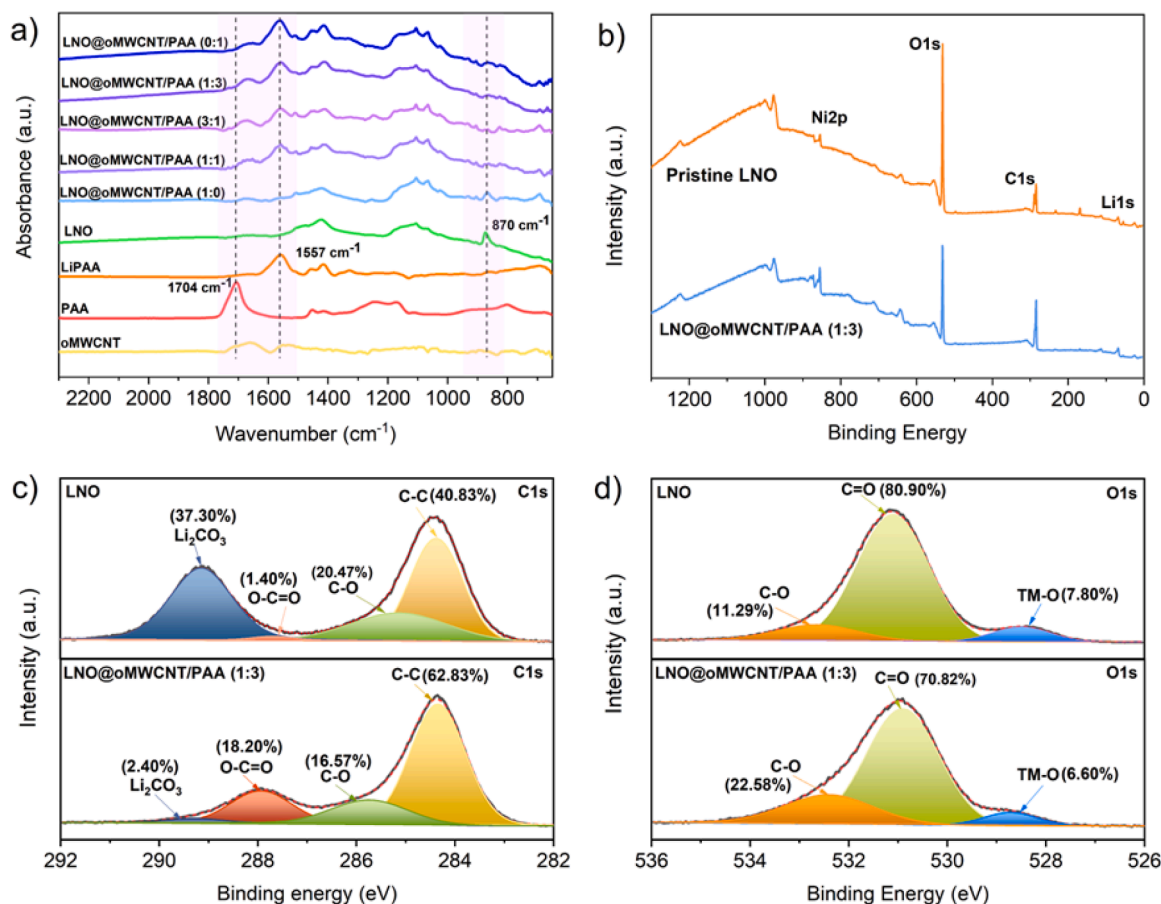 a)
LNO@oMWCNT/PAA (0:1)
LNO@oMWCNT/PAA (1:3)
LNO@oMWCNT/PAA (3:1)
LNO@oMWCNT/PAA (1:1)
LNO@oMWCNT/PAA (1:0)
LNO
870 cm⁻¹
LiPAA
1557 cm⁻¹
1704 cm⁻¹
PAA
oMWCNT
Absorbance (a.u.)
2200 2000 1800 1600 1400 1200 1000 800
Wavenumber (cm⁻¹)
b)
O1s
Ni2p
Pristine LNO
C1s
Li1s
LNO@oMWCNT/PAA (1:3)
Intensity (a.u.)
1200 1000 800 600 400 200 0
Binding Energy
c)
LNO
C1s
C-C (40.83%)
(37.30%)
Li₂CO₃
(1.40%)
O-C=O
(20.47%)
C-O
LNO@oMWCNT/PAA (1:3)
C1s
C-C (62.83%)
(2.40%)
Li₂CO₃
(18.20%)
O-C=O
(16.57%)
C-O
Intensity (a.u.)
292 290 288 286 284 282
Binding energy (eV)
d)
LNO
O1s
C=O (80.90%)
C-O
(11.29%)
TM-O (7.80%)
LNO@oMWCNT/PAA (1:3)
O1s
C=O (70.82%)
C-O
(22.58%)
TM-O (6.60%)
Intensity (a.u.)
536 534 532 530 528 526
Binding Energy (eV)